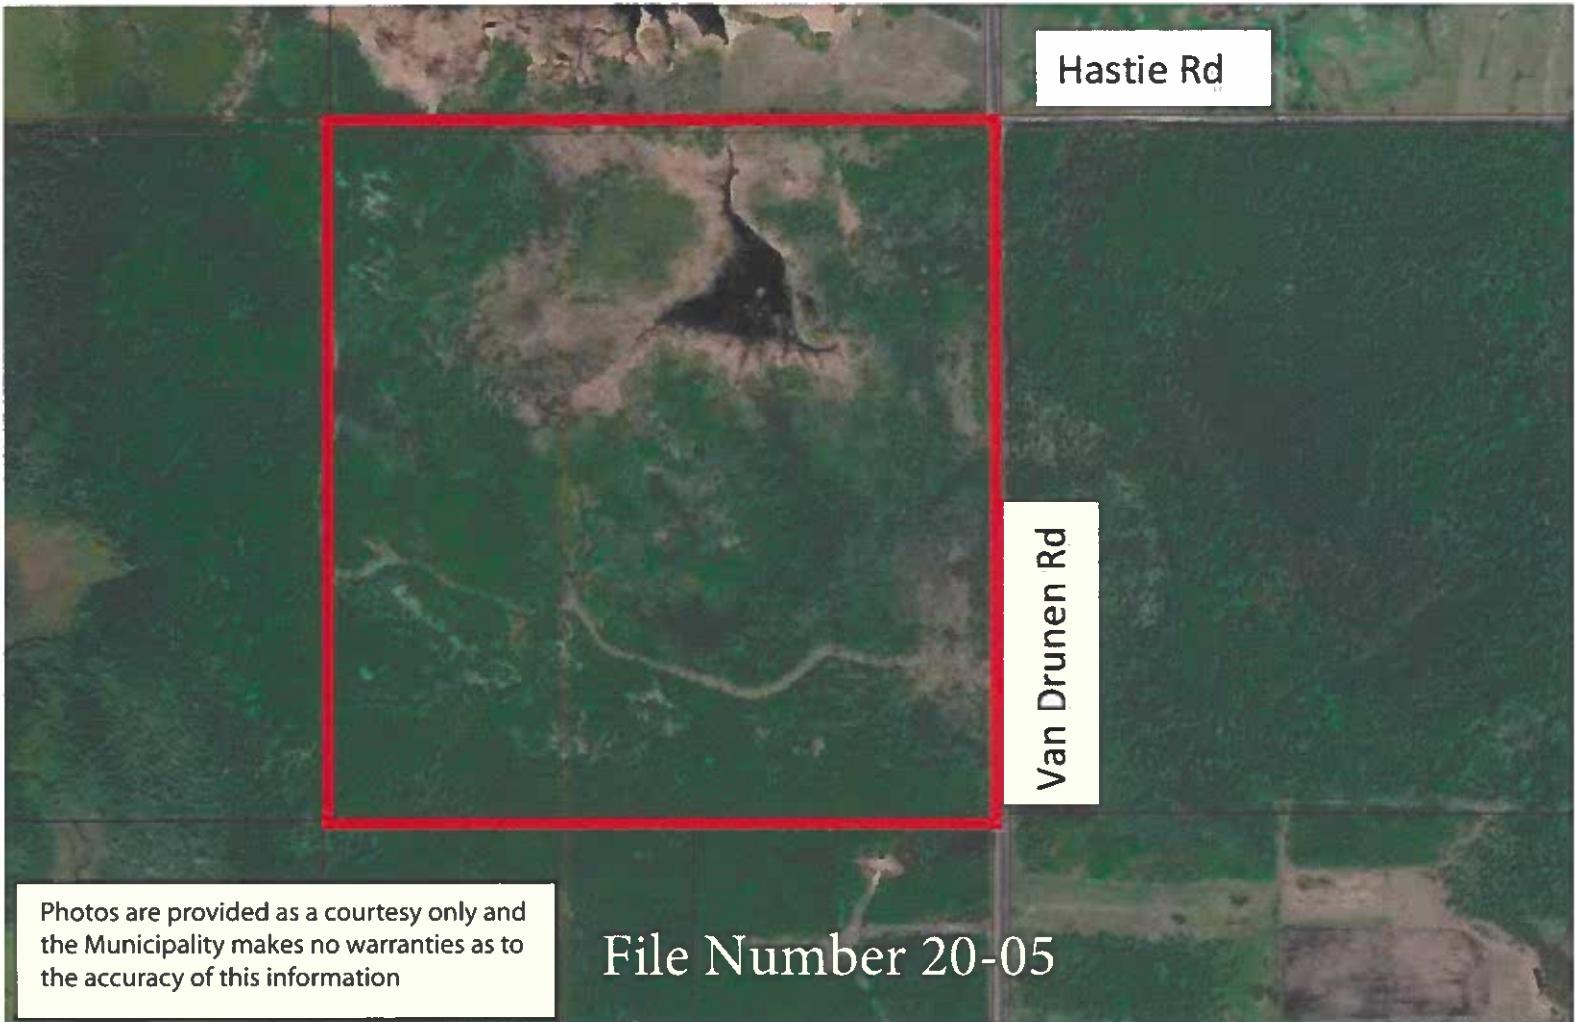 Hastie Rd
Van Drunen Rd
Photos are provided as a courtesy only and
the Municipality makes no warranties as to
the accuracy of this information
File Number 20-05